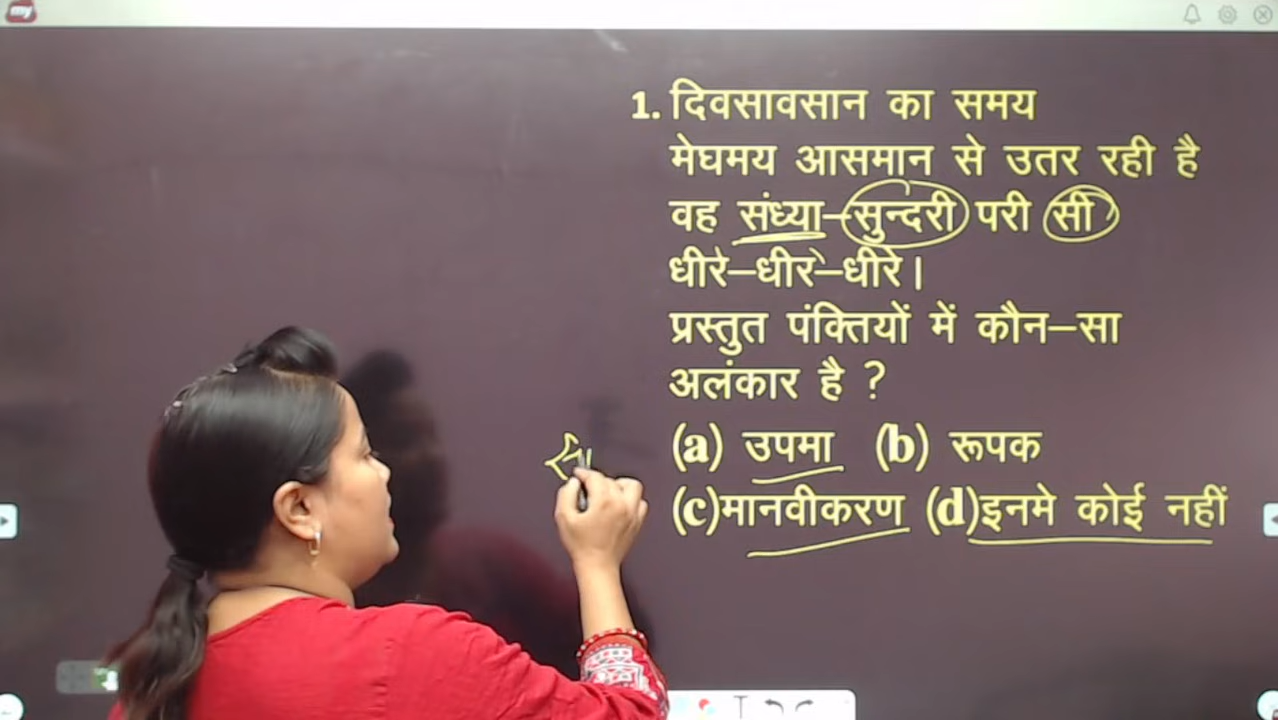 my
1. दिवसावसान का समय
मेघमय आसमान से उतर रही है
वह संध्या–सुन्दरी परी सी
धीरे–धीरे–धीरे।
प्रस्तुत पंक्तियों में कौन–सा
अलंकार है ?
(a) उपमा (b) रूपक
(c)मानवीकरण (d)इनमे कोई नहीं